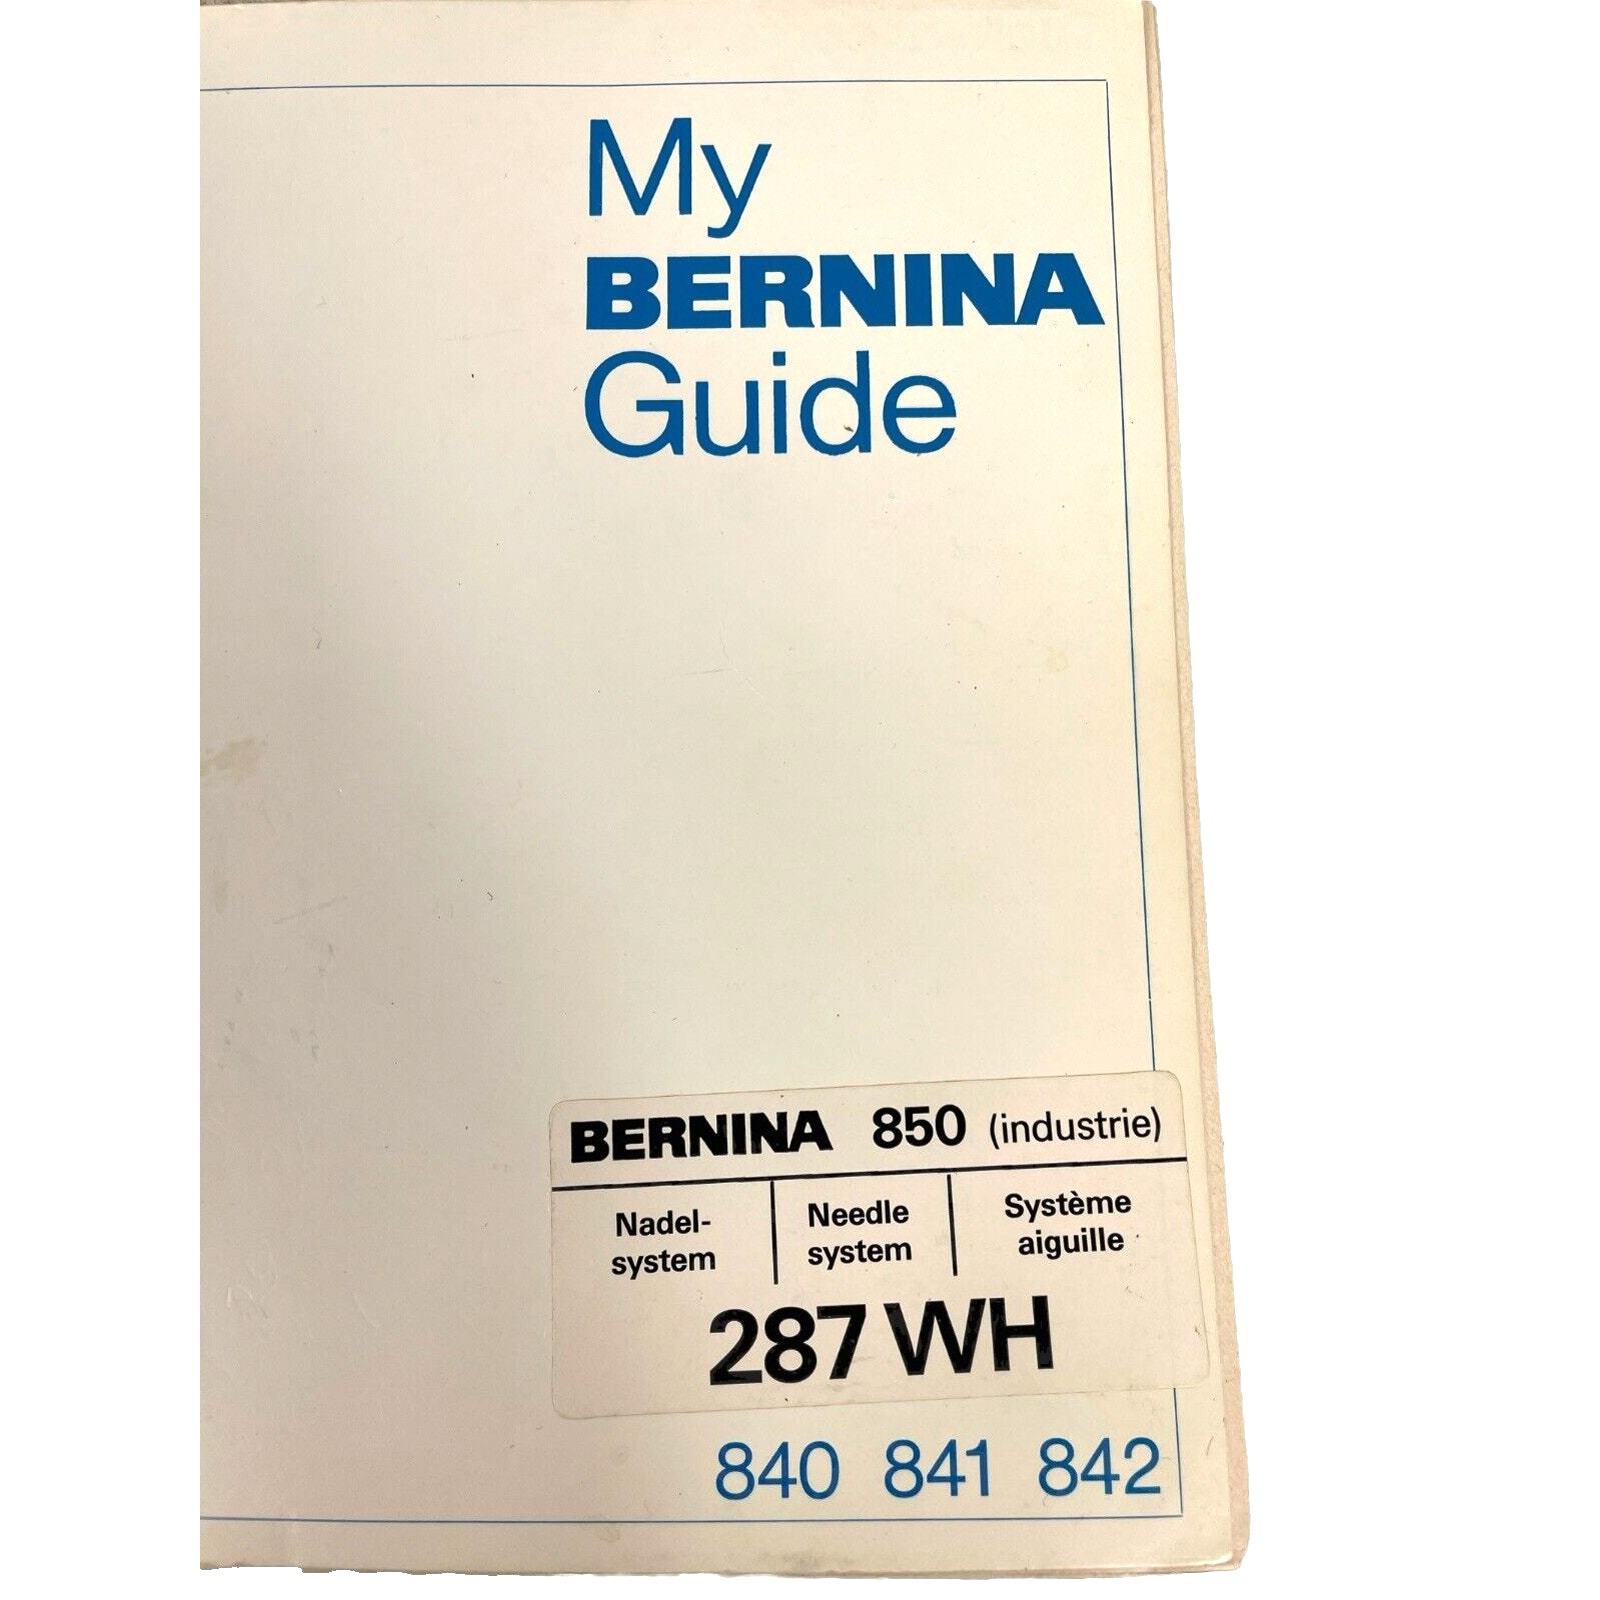 My
BERNINA
Guide
BERNINA 850 (industrie)
Nadel-
system
Needle
system
Système
aiguille
287 WH
840 841 842